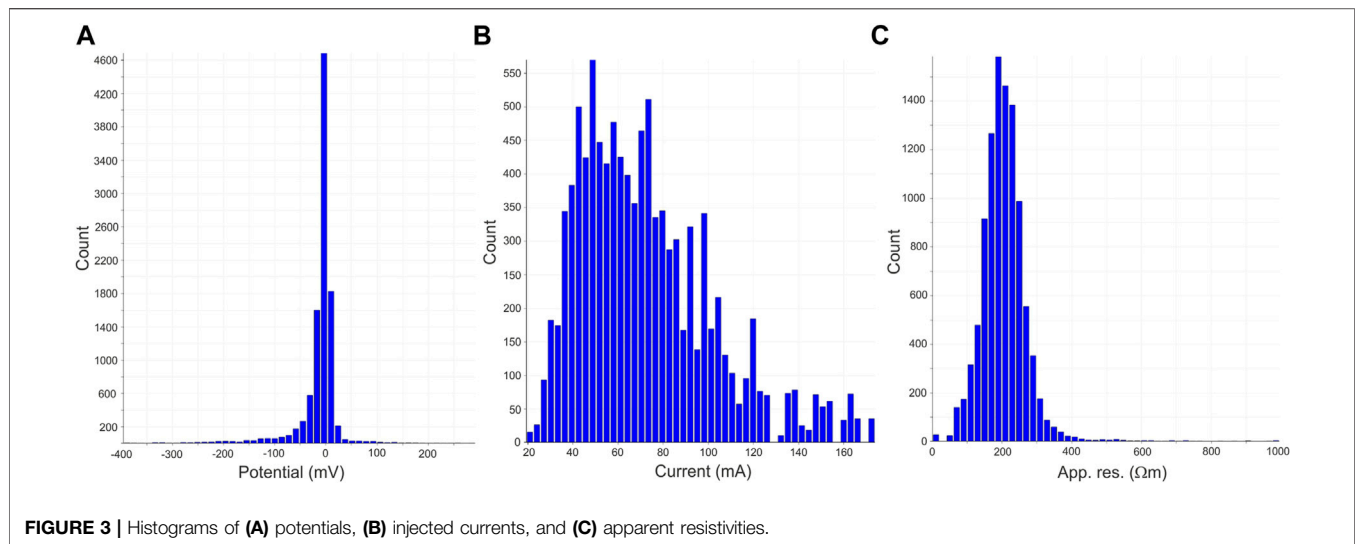 A
4600
4200
3800
3400
3000
2600
2200
1800
1400
1000
600
200
Count
-400 -300 -200 -100 0 100 200
Potential (mV)
B
550
500
450
400
350
300
250
200
150
100
50
0
Count
20 40 60 80 100 120 140 160
Current (mA)
C
1400
1200
1000
800
600
400
200
0
Count
0 200 400 600 800 1000
App. res. (Ωm)
FIGURE 3 | Histograms of (A) potentials, (B) injected currents, and (C) apparent resistivities.